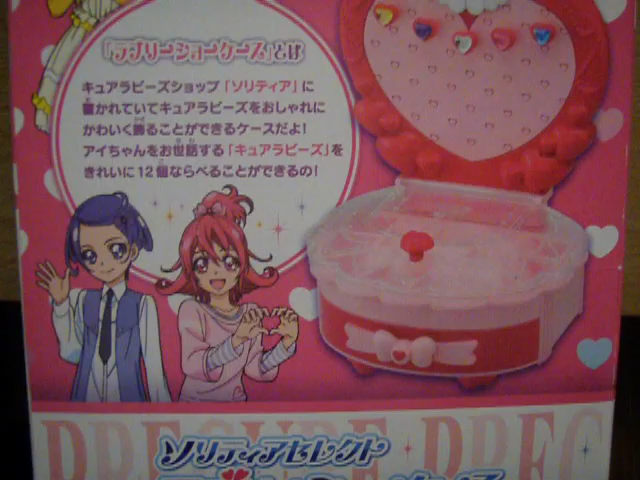 「ラブリーショーケース」とは
キュアラビーズショップ「ソリティア」に
置かれていてキュアラビーズをおしゃれに
かわいく飾ることができるケースだよ!
アイちゃんをお世話する「キュアラビーズ」を
きれいに12個ならべることができるの!
PRECURE PREC
ソリティアセレクト